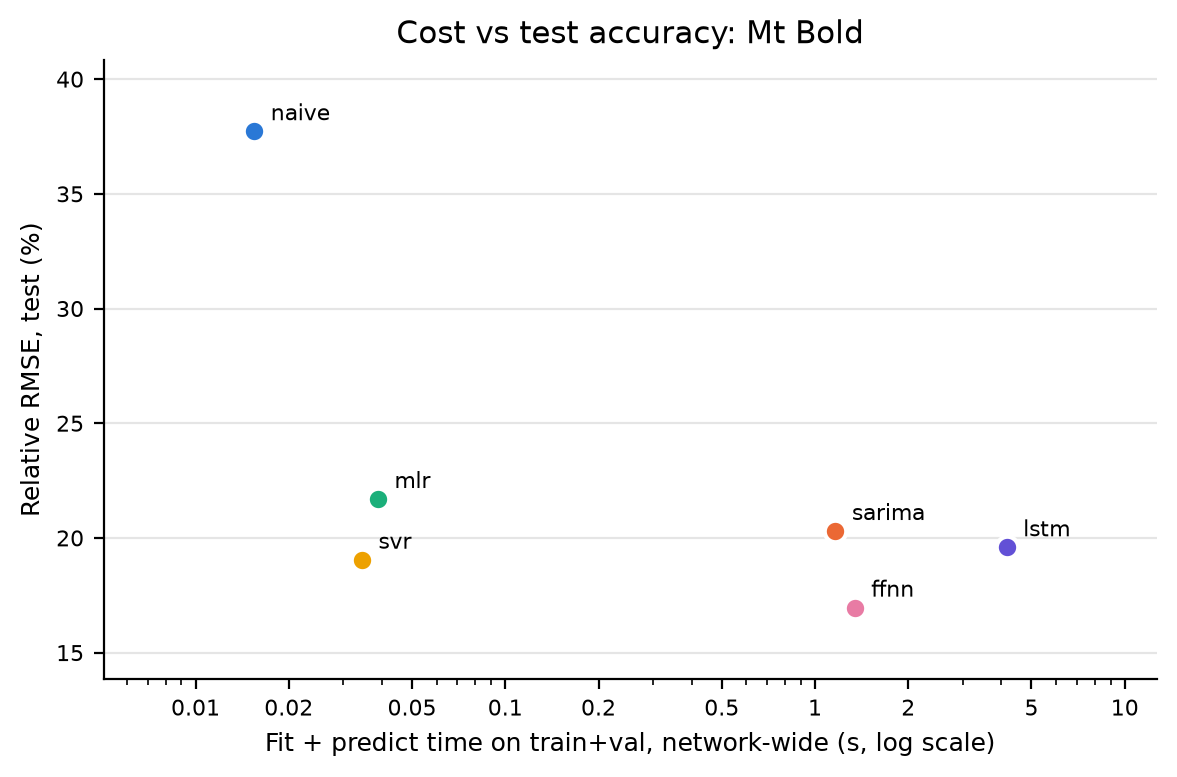 Cost vs test accuracy: Mt Bold
Relative RMSE, test (%)
40
35
30
25
20
15
naive
mlr
svr
sarima
lstm
ffnn
0.01 0.02 0.05 0.1 0.2 0.5 1 2 5 10
Fit + predict time on train+val, network-wide (s, log scale)